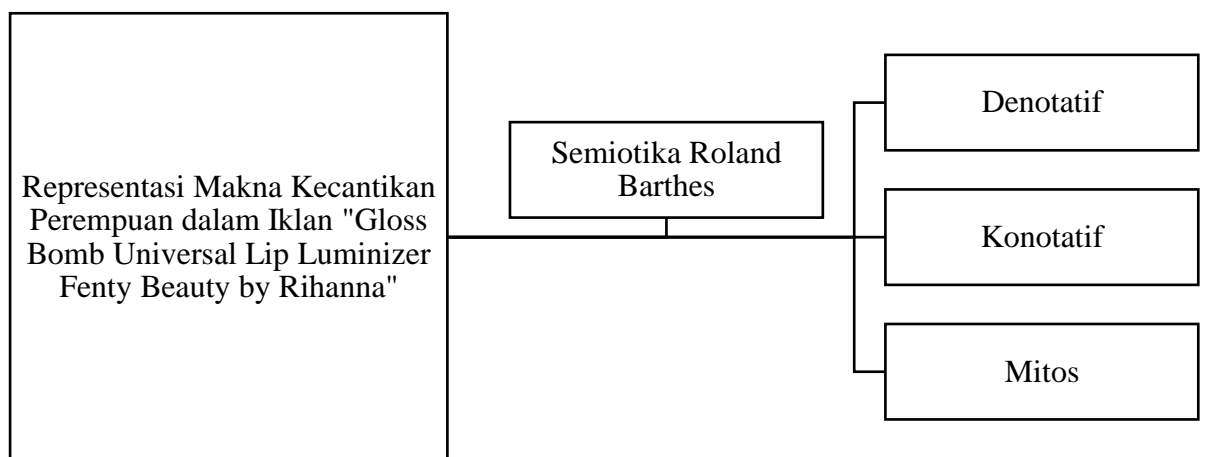 Representasi Makna Kecantikan
Perempuan dalam Iklan "Gloss
Bomb Universal Lip Luminizer
Fenty Beauty by Rihanna"
Semiotika Roland
Barthes
Denotatif
Konotatif
Mitos